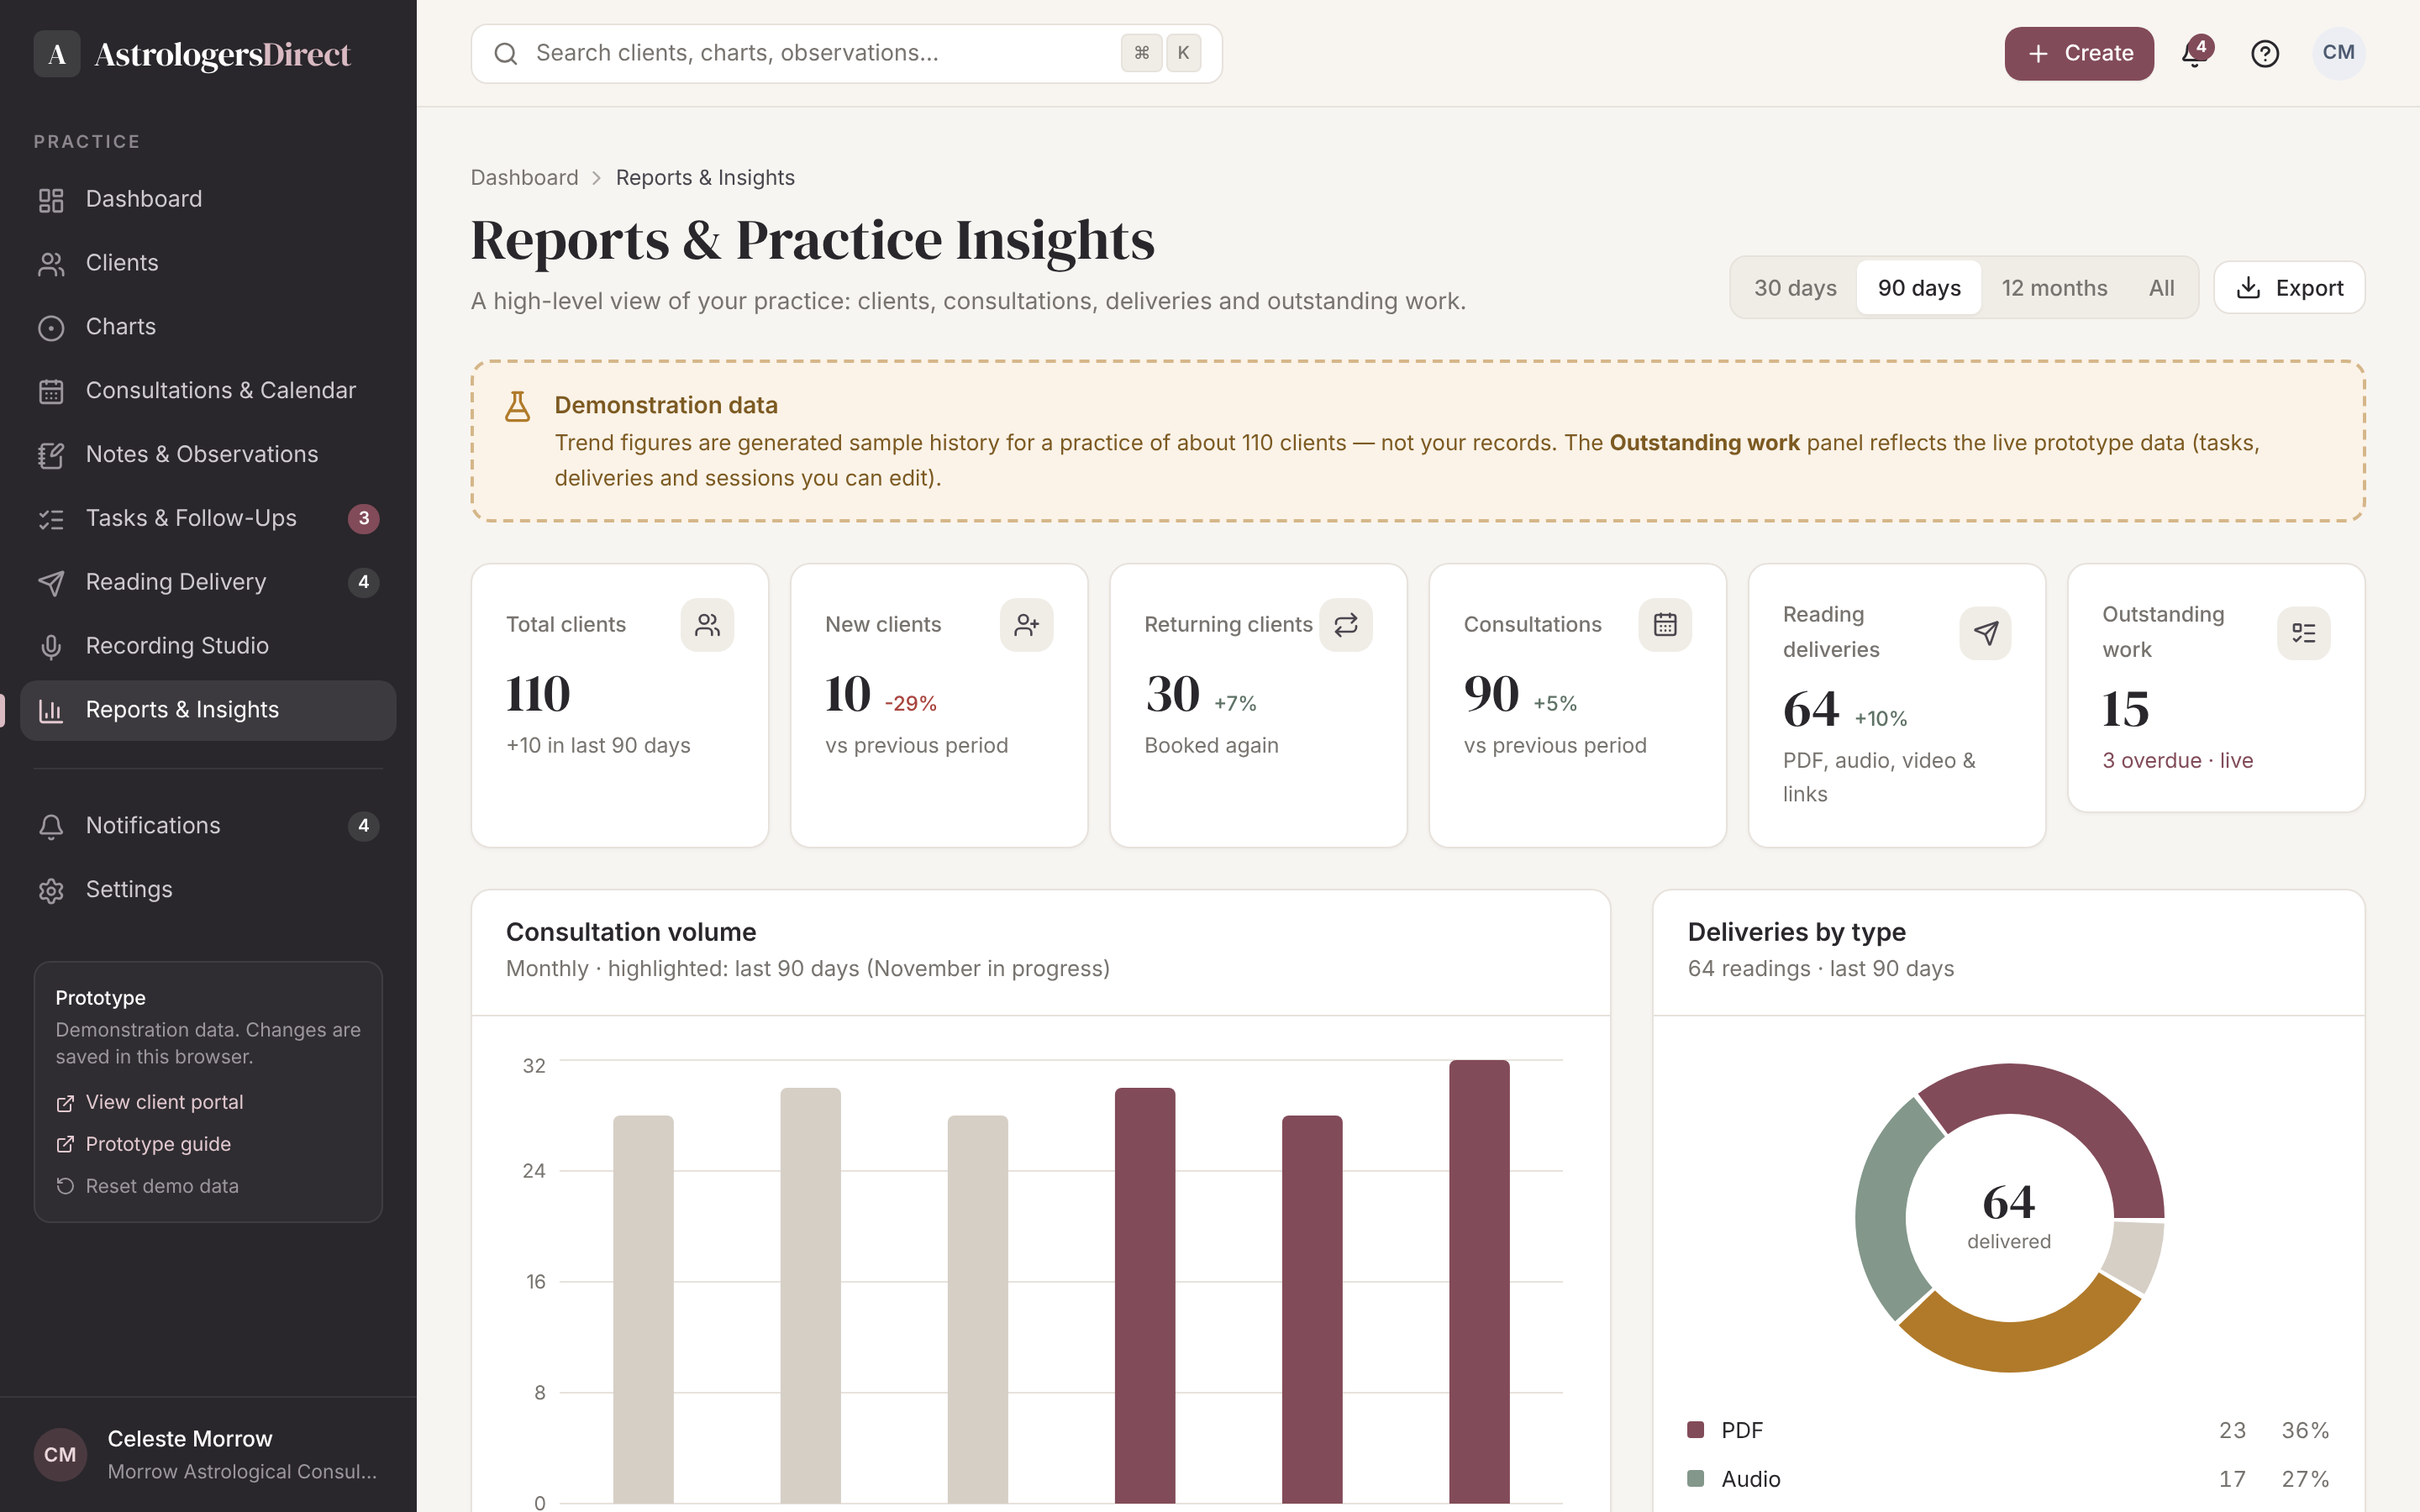 A AstrologersDirect
PRACTICE
Dashboard
Clients
Charts
Consultations & Calendar
Notes & Observations
Tasks & Follow-Ups 3
Reading Delivery 4
Recording Studio
Reports & Insights
Notifications 4
Settings
Prototype
Demonstration data. Changes are
saved in this browser.
View client portal
Prototype guide
Reset demo data
CM
Celeste Morrow
Morrow Astrological Consul...
Search clients, charts, observations... ⌘ K
Create
4
CM
Dashboard > Reports & Insights
Reports & Practice Insights
A high-level view of your practice: clients, consultations, deliveries and outstanding work.
30 days 90 days 12 months All
Export
Demonstration data
Trend figures are generated sample history for a practice of about 110 clients — not your records. The Outstanding work panel reflects the live prototype data (tasks,
deliveries and sessions you can edit).
Total clients
110
+10 in last 90 days
New clients
10 -29%
vs previous period
Returning clients
30 +7%
Booked again
Consultations
90 +5%
vs previous period
Reading
deliveries
64 +10%
PDF, audio, video &
links
Outstanding
work
15
3 overdue · live
Consultation volume
Monthly · highlighted: last 90 days (November in progress)
32
24
16
8
0
Deliveries by type
64 readings · last 90 days
64
delivered
PDF 23 36%
Audio 17 27%